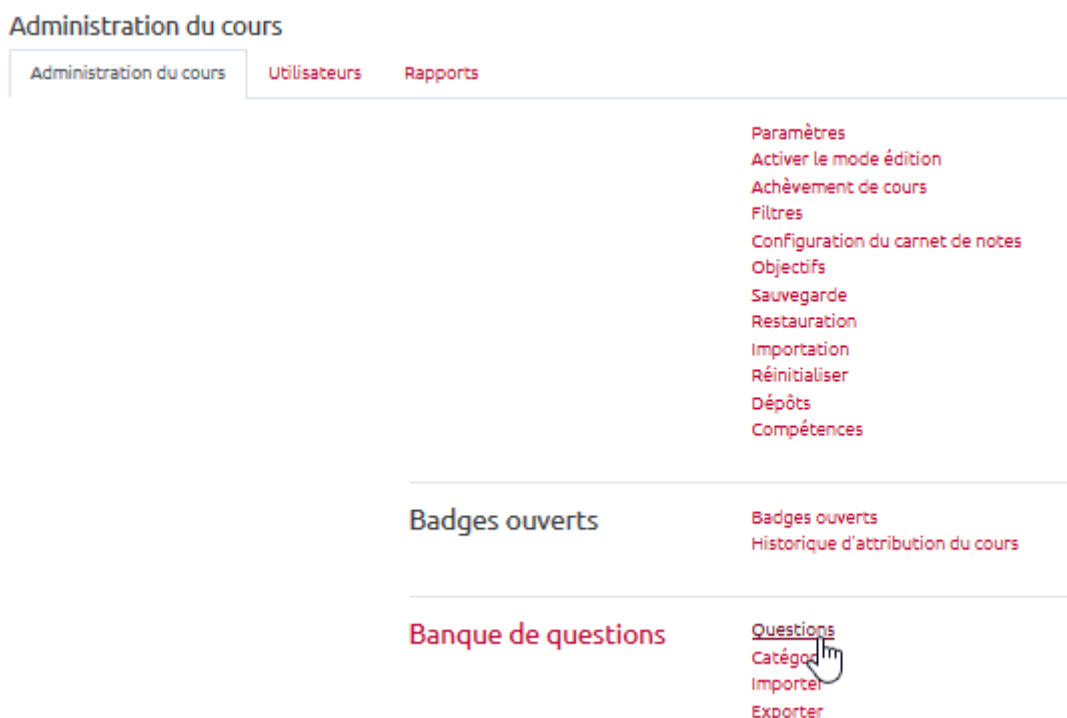 Administration du cours
Administration du cours Utilisateurs Rapports
Paramètres
Activer le mode édition
Achèvement de cours
Filtres
Configuration du carnet de notes
Objectifs
Sauvegarde
Restauration
Importation
Réinitialiser
Dépôts
Compétences
Badges ouverts
Badges ouverts
Historique d'attribution du cours
Banque de questions
Questions
Importer
Exporter